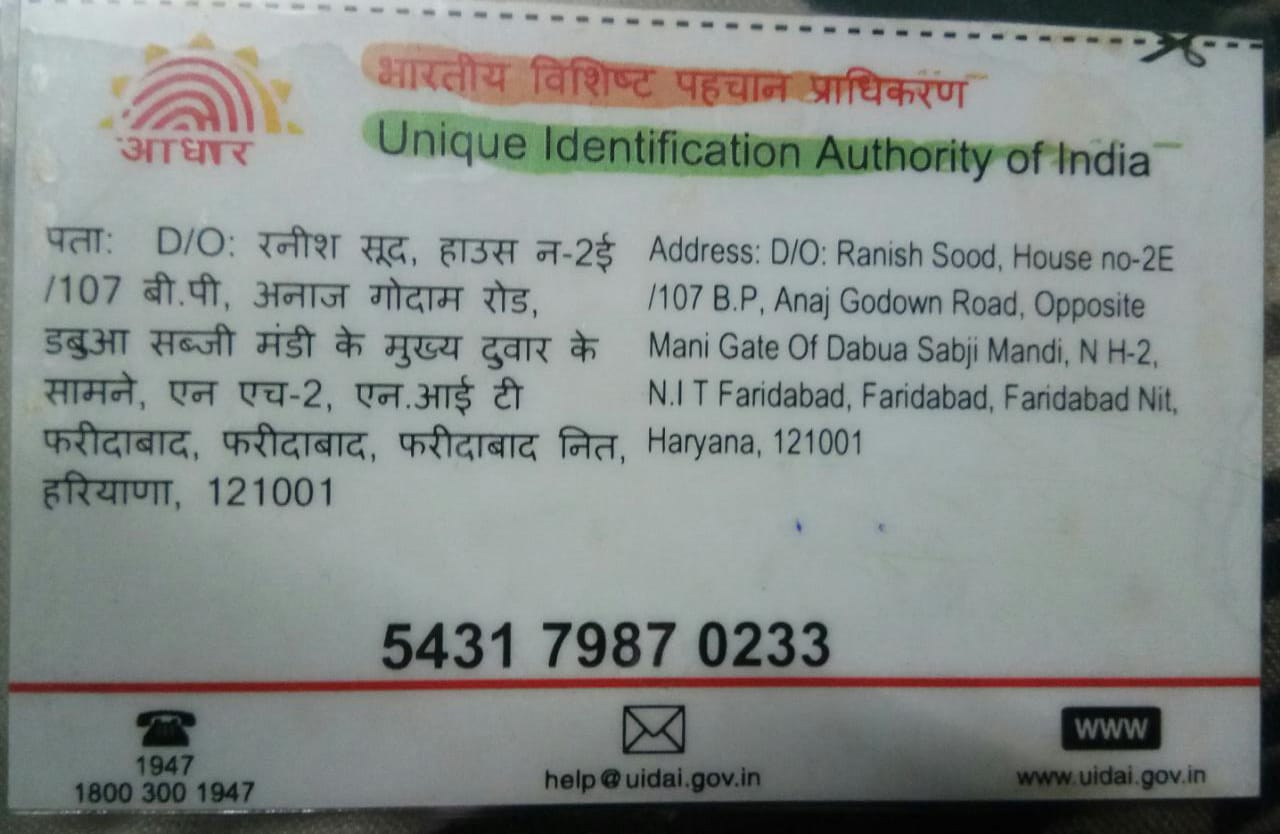 आधार
भारतीय विशिष्ट पहचान प्राधिकरण
Unique Identification Authority of India
पता: D/O: रनीश सूद, हाउस न-2ई
/107 बी.पी, अनाज गोदाम रोड,
डबुआ सब्जी मंडी के मुख्य दुवार के
सामने, एन एच-2, एन.आई टी
फरीदाबाद, फरीदाबाद, फरीदाबाद नित,
हरियाणा, 121001
Address: D/O: Ranish Sood, House no-2E
/107 B.P, Anaj Godown Road, Opposite
Mani Gate Of Dabua Sabji Mandi, N H-2,
N.I T Faridabad, Faridabad, Faridabad Nit,
Haryana, 121001
5431 7987 0233
1947
1800 300 1947
help@uidai.gov.in
www
www.uidai.gov.in